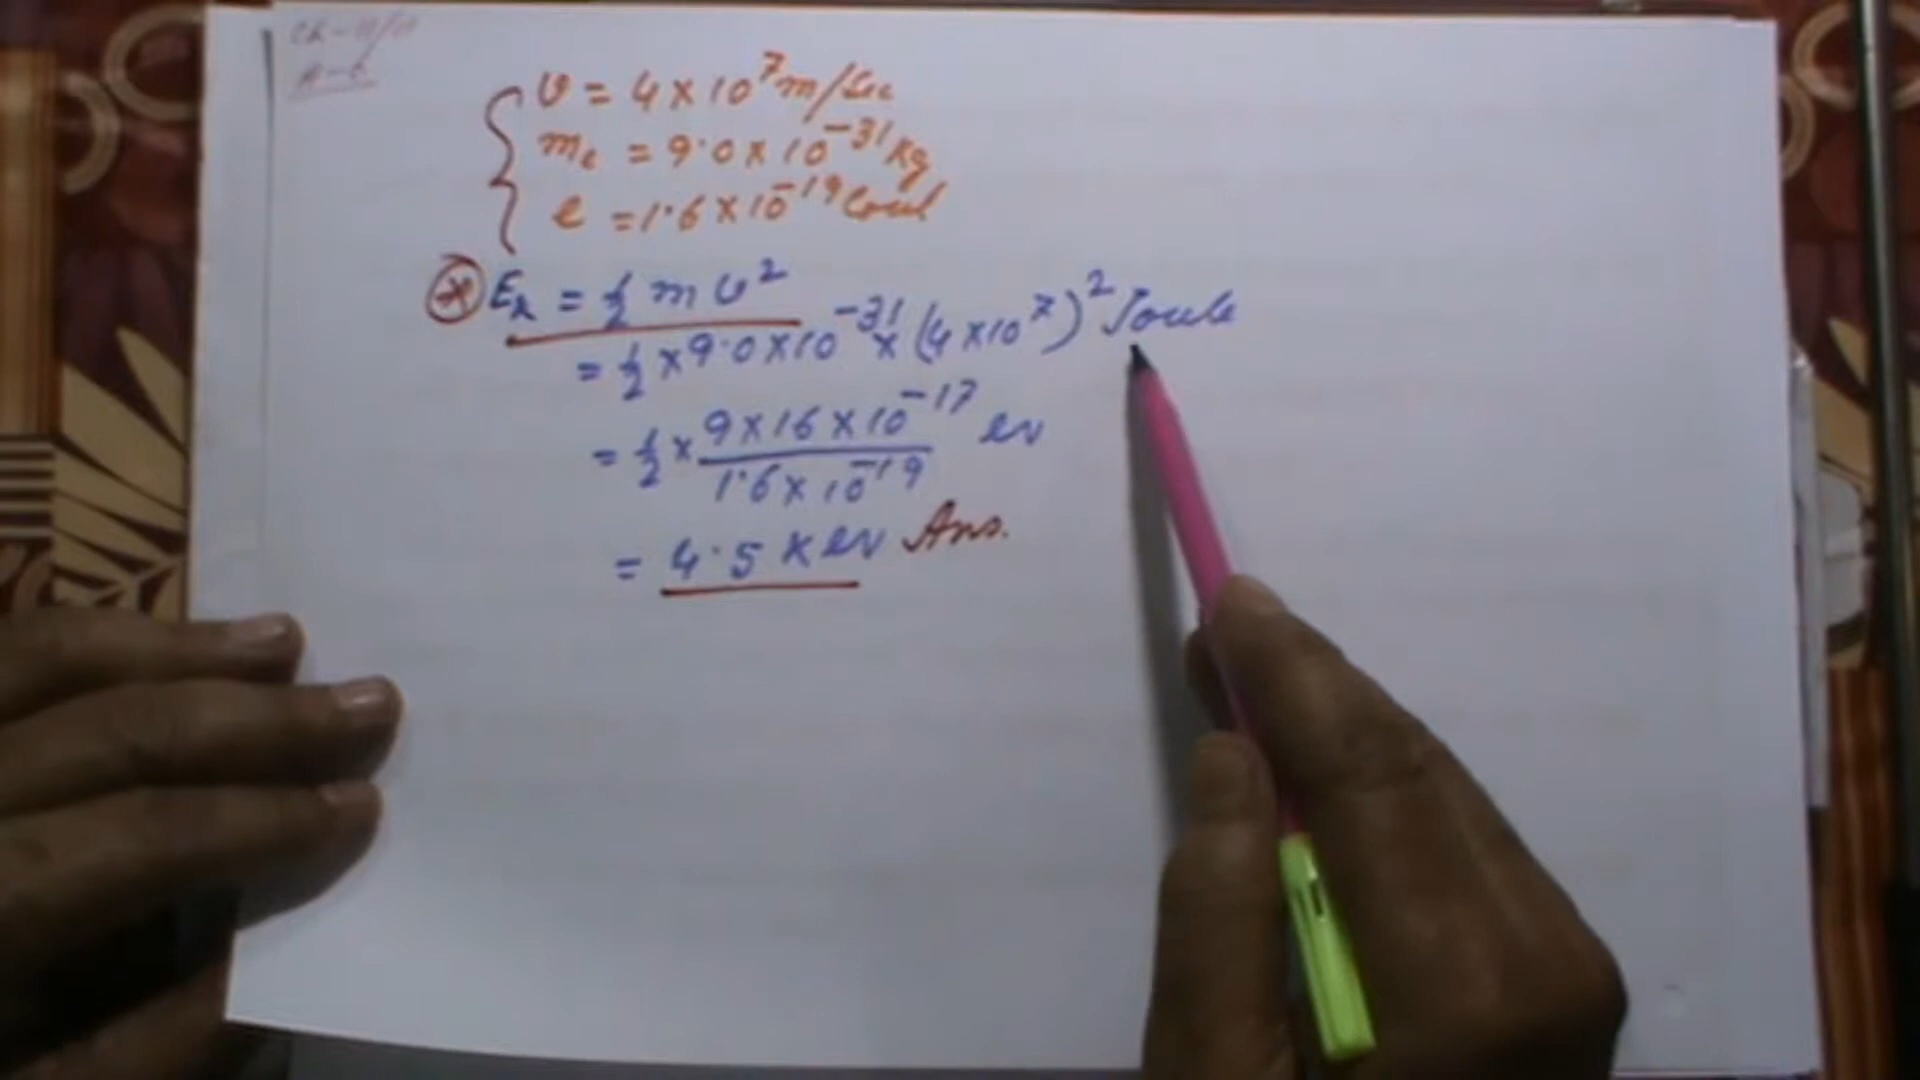 υ = 4 × 10⁷ m/sec
mₑ = 9.0 × 10⁻³¹ kg
e = 1.6 × 10⁻¹⁹ Coul
Eₖ = ½ m υ²
= ½ × 9.0 × 10⁻³¹ × (4 × 10⁷)² Joule
= ½ × (9 × 16 × 10⁻¹⁷)/(1.6 × 10⁻¹⁹) ev
= 4.5 Kev Ans.